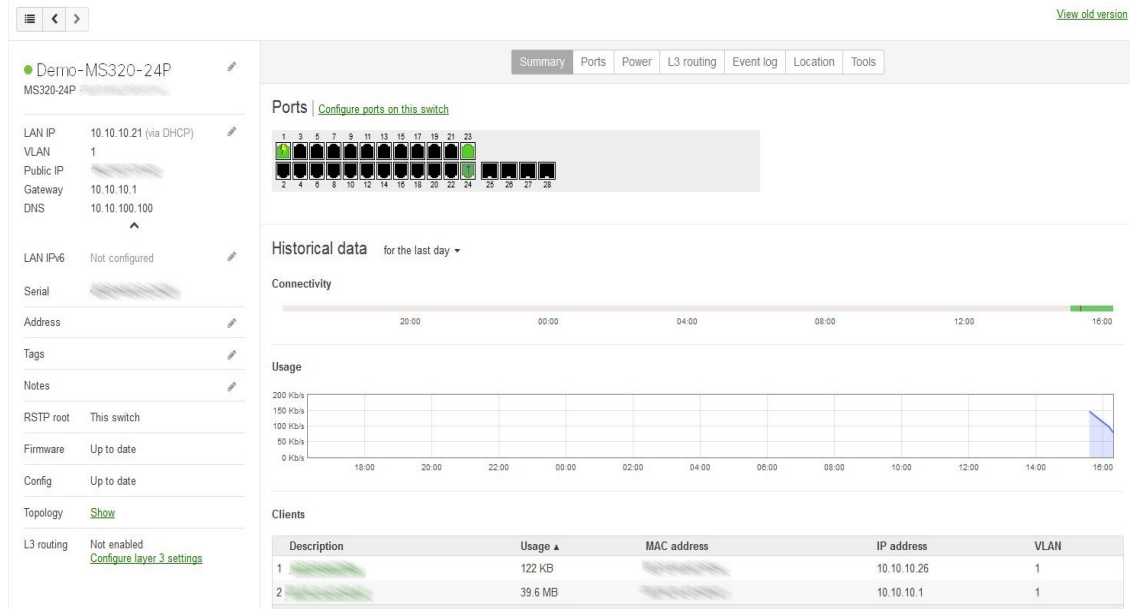 View old version
Demo-MS320-24P
MS320-24P
LAN IP 10.10.10.21 (via DHCP)
VLAN 1
Public IP
Gateway 10.10.10.1
DNS 10.10.100.100
LAN IPv6 Not configured
Serial
Address
Tags
Notes
RSTP root This switch
Firmware Up to date
Config Up to date
Topology Show
L3 routing Not enabled
Configure layer 3 settings
Summary Ports Power L3 routing Event log Location Tools
Ports Configure ports on this switch
1 3 5 7 9 11 13 15 17 19 21 23
2 4 6 8 10 12 14 16 18 20 22 24 25 26 27 28
Historical data for the last day
Connectivity
20:00 00:00 04:00 08:00 12:00 16:00
Usage
200 Kb/s
150 Kb/s
100 Kb/s
50 Kb/s
0 Kb/s
18:00 20:00 22:00 00:00 02:00 04:00 06:00 08:00 10:00 12:00 14:00 16:00
Clients
Description Usage ▲ MAC address IP address VLAN
1 122 KB 10.10.10.26 1
2 39.6 MB 10.10.10.1 1